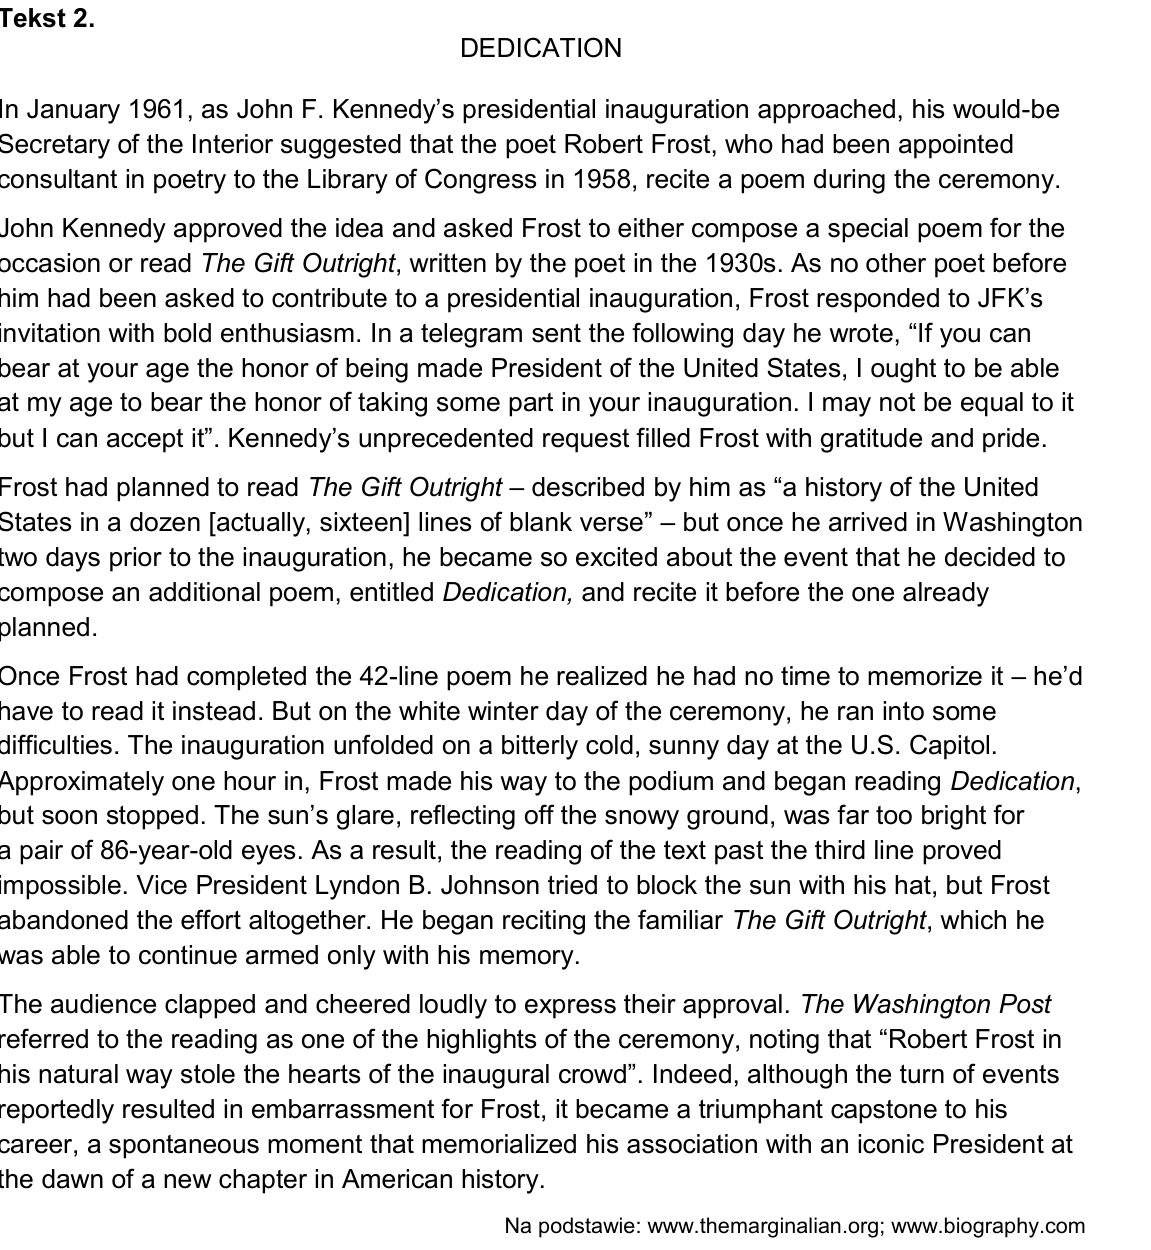 Tekst 2.
DEDICATION
In January 1961, as John F. Kennedy’s presidential inauguration approached, his would-be
Secretary of the Interior suggested that the poet Robert Frost, who had been appointed
consultant in poetry to the Library of Congress in 1958, recite a poem during the ceremony.
John Kennedy approved the idea and asked Frost to either compose a special poem for the
occasion or read The Gift Outright, written by the poet in the 1930s. As no other poet before
him had been asked to contribute to a presidential inauguration, Frost responded to JFK’s
invitation with bold enthusiasm. In a telegram sent the following day he wrote, “If you can
bear at your age the honor of being made President of the United States, I ought to be able
at my age to bear the honor of taking some part in your inauguration. I may not be equal to it
but I can accept it”. Kennedy’s unprecedented request filled Frost with gratitude and pride.
Frost had planned to read The Gift Outright – described by him as “a history of the United
States in a dozen [actually, sixteen] lines of blank verse” – but once he arrived in Washington
two days prior to the inauguration, he became so excited about the event that he decided to
compose an additional poem, entitled Dedication, and recite it before the one already
planned.
Once Frost had completed the 42-line poem he realized he had no time to memorize it – he’d
have to read it instead. But on the white winter day of the ceremony, he ran into some
difficulties. The inauguration unfolded on a bitterly cold, sunny day at the U.S. Capitol.
Approximately one hour in, Frost made his way to the podium and began reading Dedication,
but soon stopped. The sun’s glare, reflecting off the snowy ground, was far too bright for
a pair of 86-year-old eyes. As a result, the reading of the text past the third line proved
impossible. Vice President Lyndon B. Johnson tried to block the sun with his hat, but Frost
abandoned the effort altogether. He began reciting the familiar The Gift Outright, which he
was able to continue armed only with his memory.
The audience clapped and cheered loudly to express their approval. The Washington Post
referred to the reading as one of the highlights of the ceremony, noting that “Robert Frost in
his natural way stole the hearts of the inaugural crowd”. Indeed, although the turn of events
reportedly resulted in embarrassment for Frost, it became a triumphant capstone to his
career, a spontaneous moment that memorialized his association with an iconic President at
the dawn of a new chapter in American history.
Na podstawie: www.themarginalian.org; www.biography.com